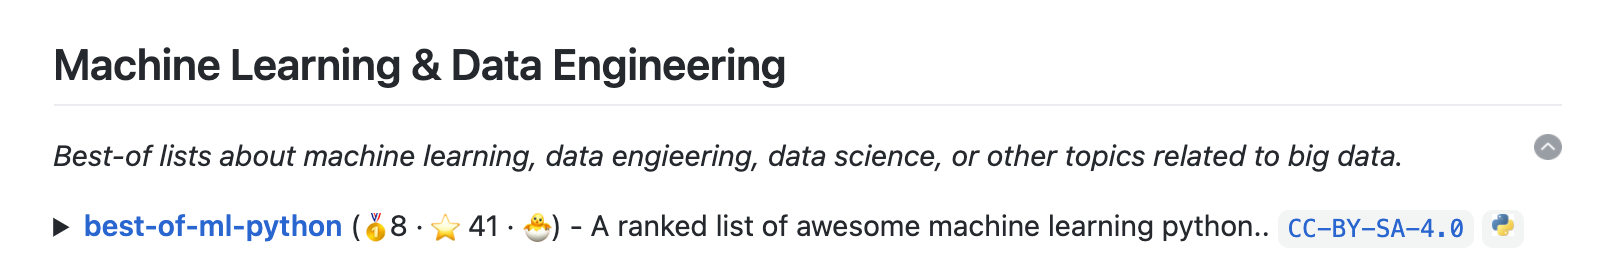 Machine Learning & Data Engineering
Best-of lists about machine learning, data engieering, data science, or other topics related to big data.
▶ best-of-ml-python (🥇8 · ⭐ 41 · 🐣) - A ranked list of awesome machine learning python.. CC-BY-SA-4.0